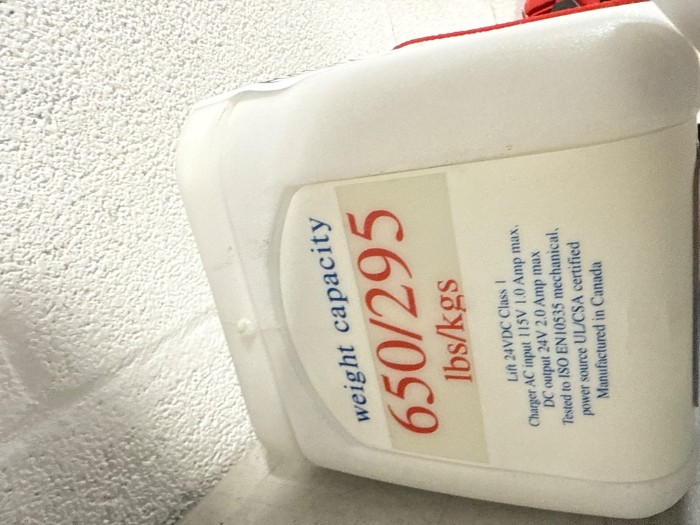 weight capacity
650/295
lbs/kgs
Lift 24VDC Class 1
Charger AC input 115V 1.0 Amp max.
DC output 24V 2.0 Amp max
Tested to ISO EN10535 mechanical,
power source UL/CSA certified
Manufactured in Canada